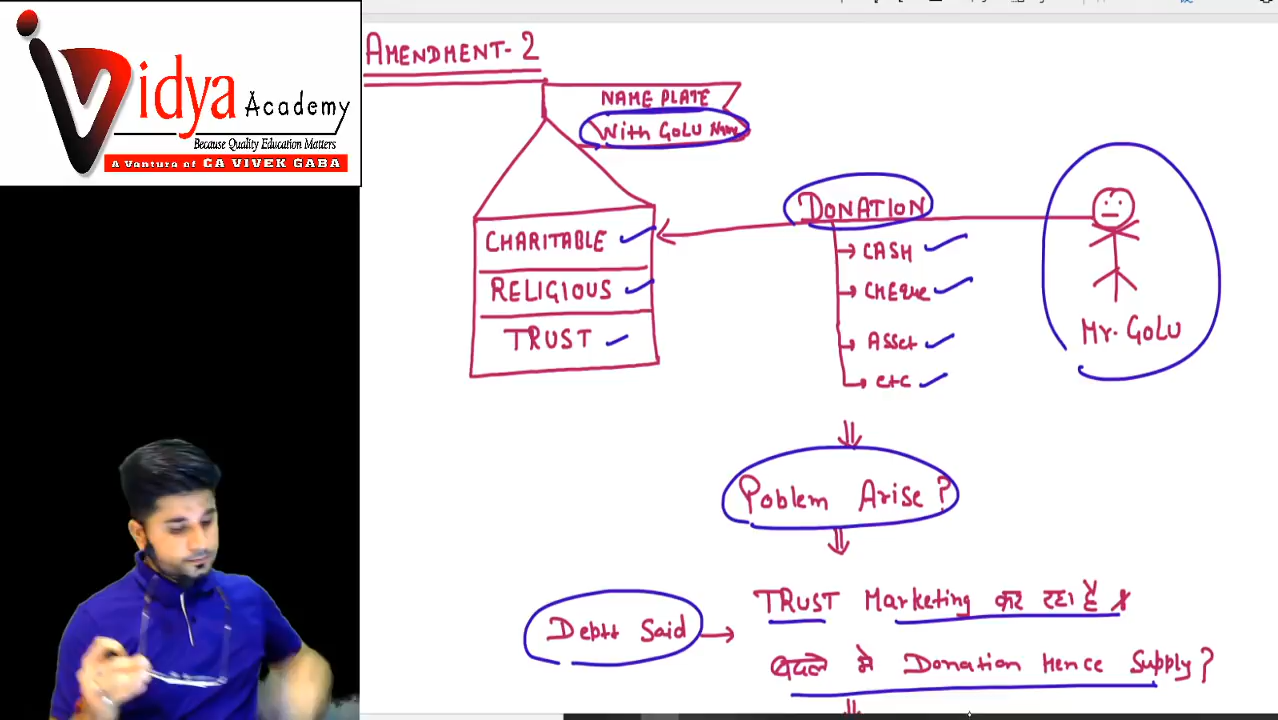 Vidya
Academy
Because Quality Education Matters
A Vantura of CA VIVEK GABA
AMENDMENT-2
NAME PLATE
With GOLU Name
DONATION
CHARITABLE
CASH
RELIGIOUS
CHEque
TRUST
Asset
etc
Mr. GOLU
Poblem Arise?
Deptt Said
TRUST Marketing कर रहा है
बदले मे Donation Hence Supply?